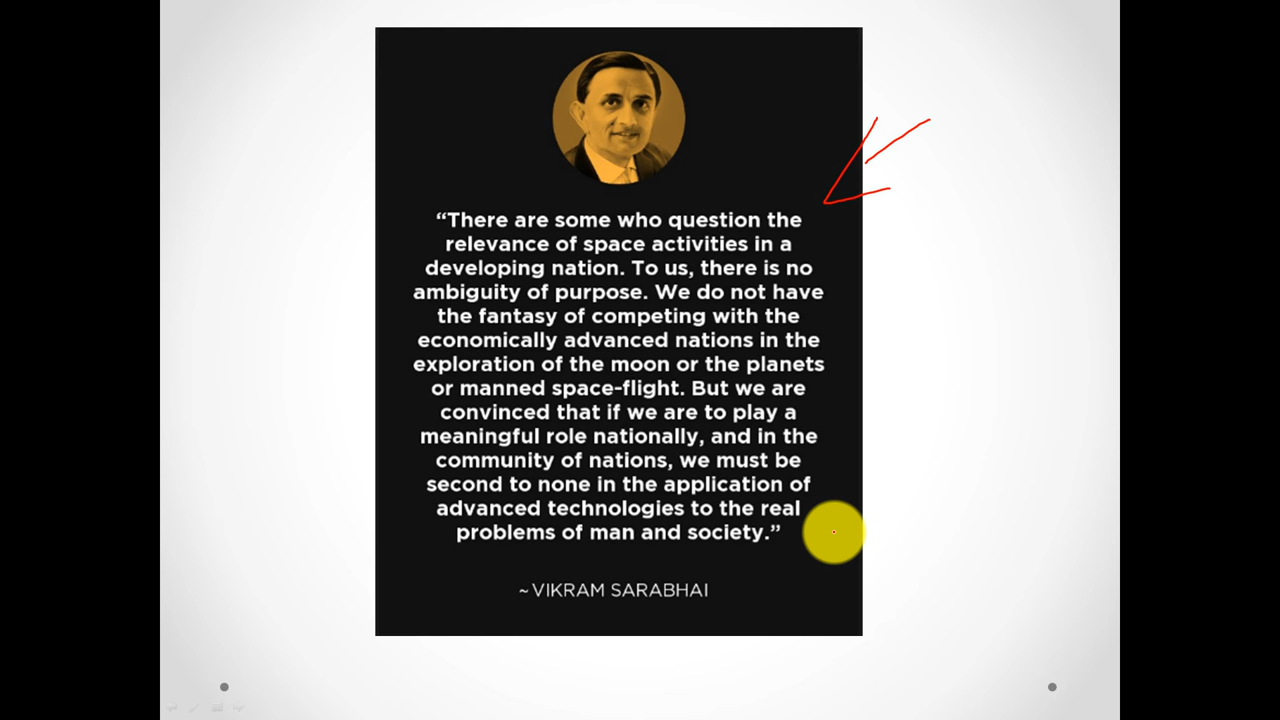 “There are some who question the
relevance of space activities in a
developing nation. To us, there is no
ambiguity of purpose. We do not have
the fantasy of competing with the
economically advanced nations in the
exploration of the moon or the planets
or manned space-flight. But we are
convinced that if we are to play a
meaningful role nationally, and in the
community of nations, we must be
second to none in the application of
advanced technologies to the real
problems of man and society.”
~ VIKRAM SARABHAI